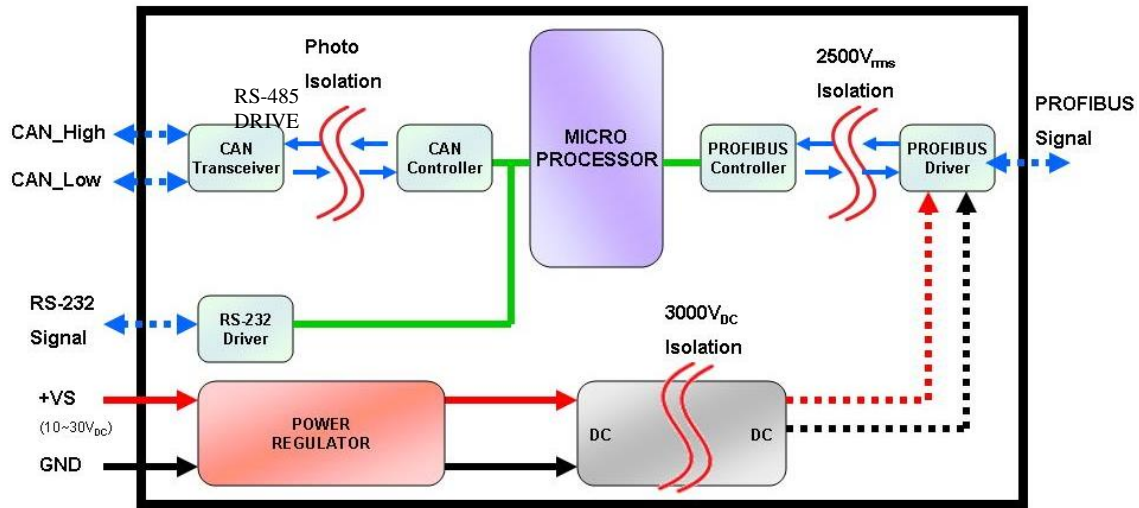 Photo
Isolation
RS-485
DRIVE
CAN_High
CAN_Low
CAN
Transceiver
CAN
Controller
MICRO
PROCESSOR
PROFIBUS
Controller
2500Vrms
Isolation
PROFIBUS
Driver
PROFIBUS
Signal
RS-232
Signal
RS-232
Driver
3000VDC
Isolation
+VS
(10~30VDC)
GND
POWER
REGULATOR
DC
DC